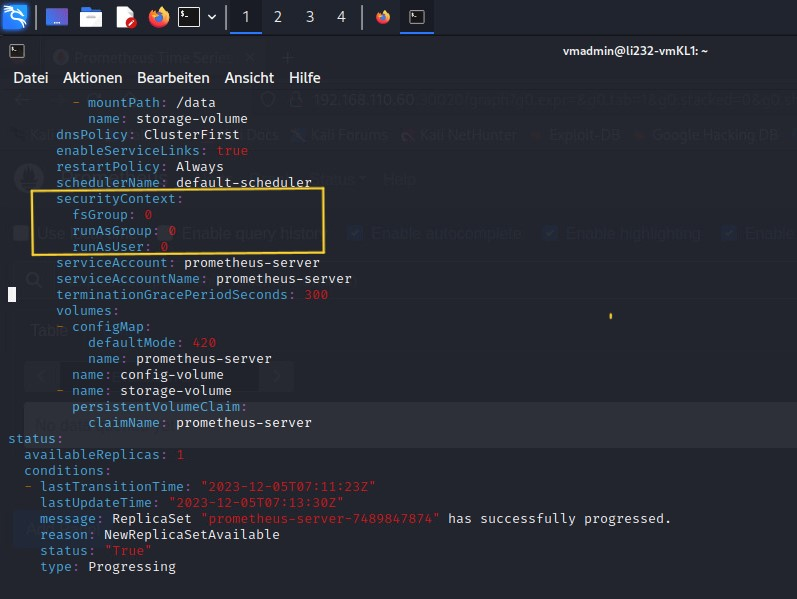 1 2 3 4
vmadmin@li232-vmKL1: ~
Datei Aktionen Bearbeiten Ansicht Hilfe
- mountPath: /data
name: storage-volume
dnsPolicy: ClusterFirst
enableServiceLinks: true
restartPolicy: Always
schedulerName: default-scheduler
securityContext:
fsGroup: 0
runAsGroup: 0
runAsUser: 0
serviceAccount: prometheus-server
serviceAccountName: prometheus-server
terminationGracePeriodSeconds: 300
volumes:
- configMap:
defaultMode: 420
name: prometheus-server
name: config-volume
- name: storage-volume
persistentVolumeClaim:
claimName: prometheus-server
status:
availableReplicas: 1
conditions:
- lastTransitionTime: "2023-12-05T07:11:23Z"
lastUpdateTime: "2023-12-05T07:13:30Z"
message: ReplicaSet "prometheus-server-7489847874" has successfully progressed.
reason: NewReplicaSetAvailable
status: "True"
type: Progressing